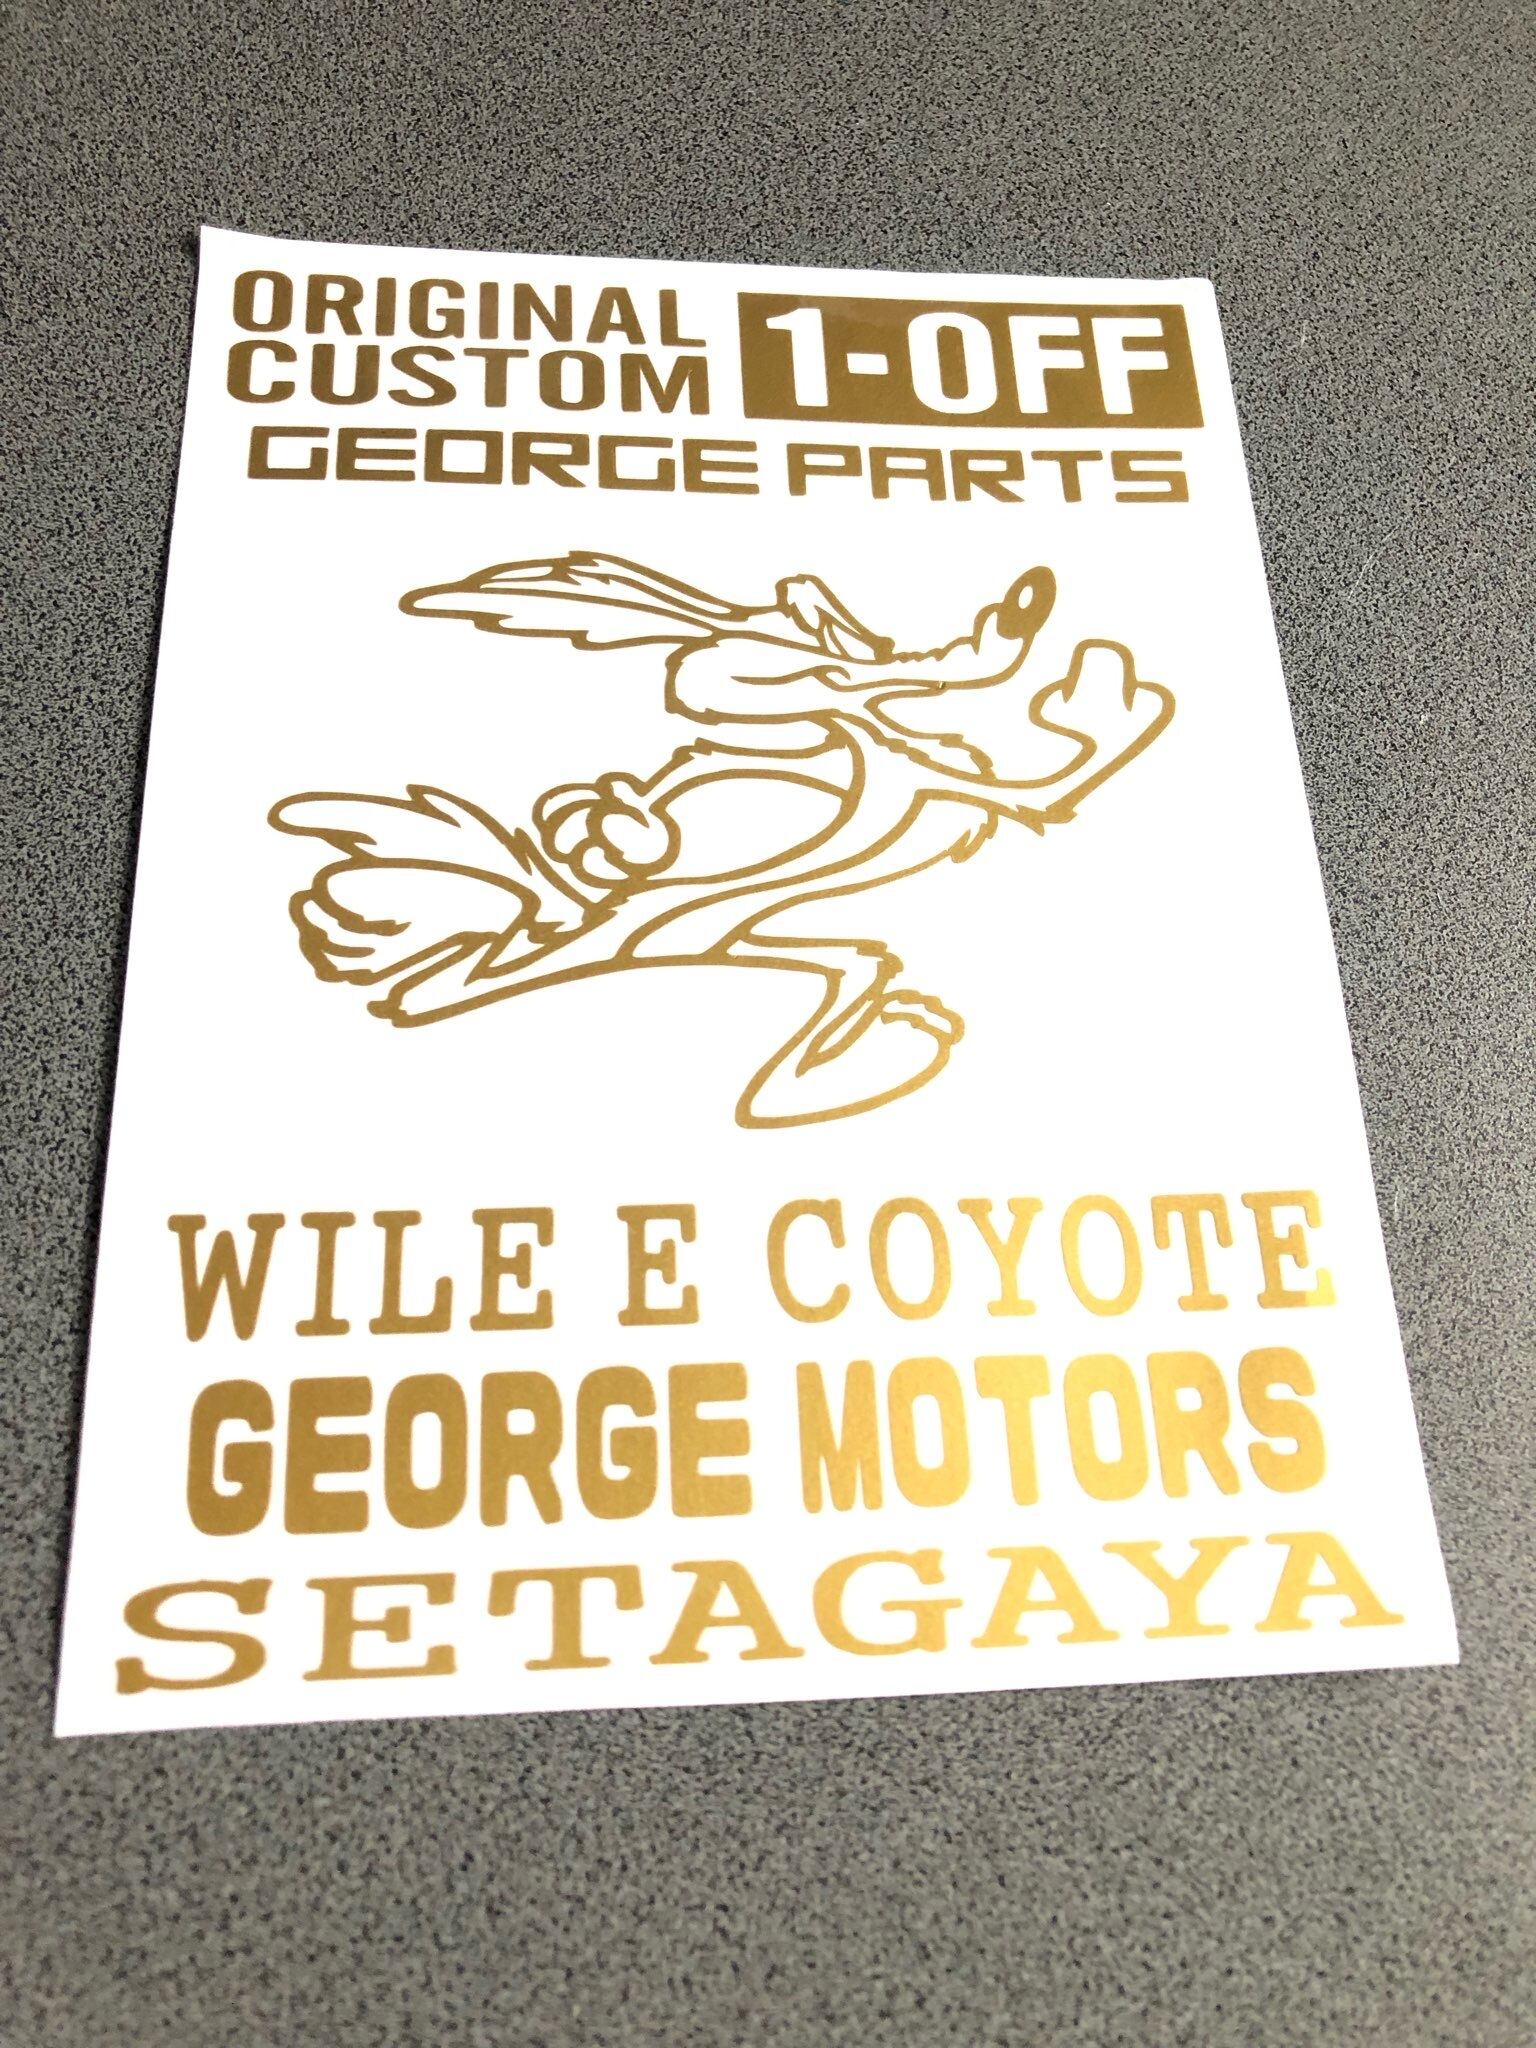 ORIGINAL
CUSTOM
1-OFF
GEORGE PARTS
WILE E COYOTE
GEORGE MOTORS
SETAGAYA